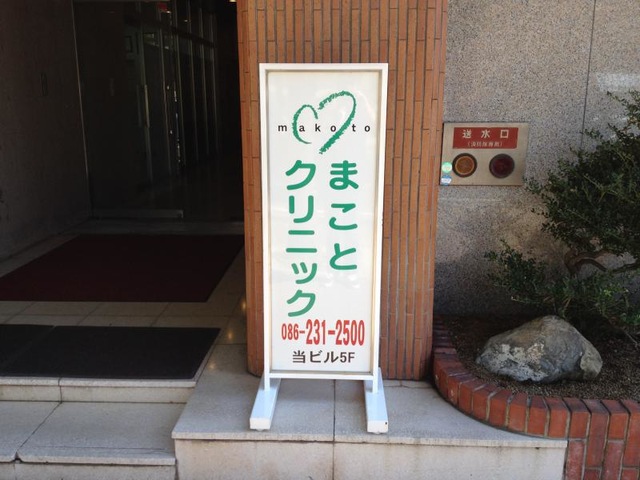 makoto
まこと
クリニック
086-231-2500
当ビル5F
送水口